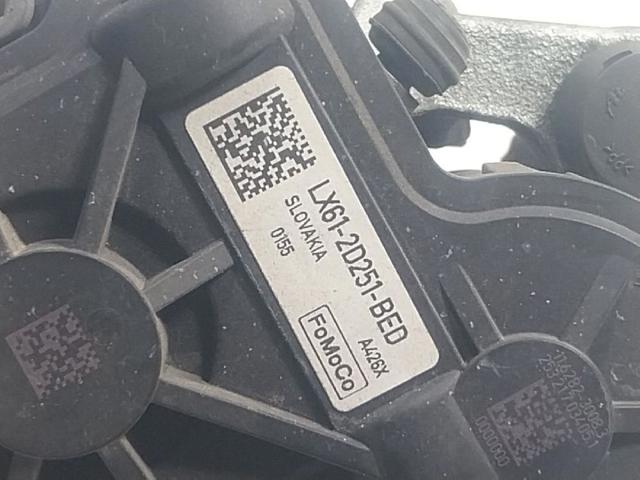 LX61-2D251-BED
SLOVAKIA
A426X
0155
FoMoCo